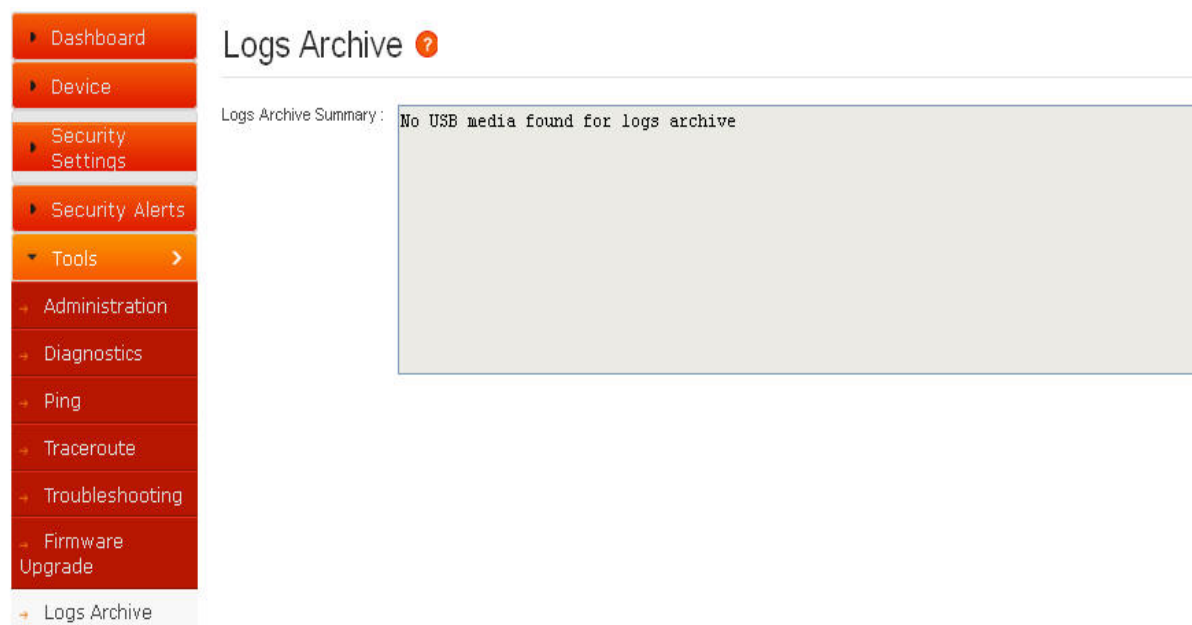 Dashboard
Device
Security
Settings
Security Alerts
Tools
Administration
Diagnostics
Ping
Traceroute
Troubleshooting
Firmware
Upgrade
Logs Archive
Logs Archive ?
Logs Archive Summary :
No USB media found for logs archive